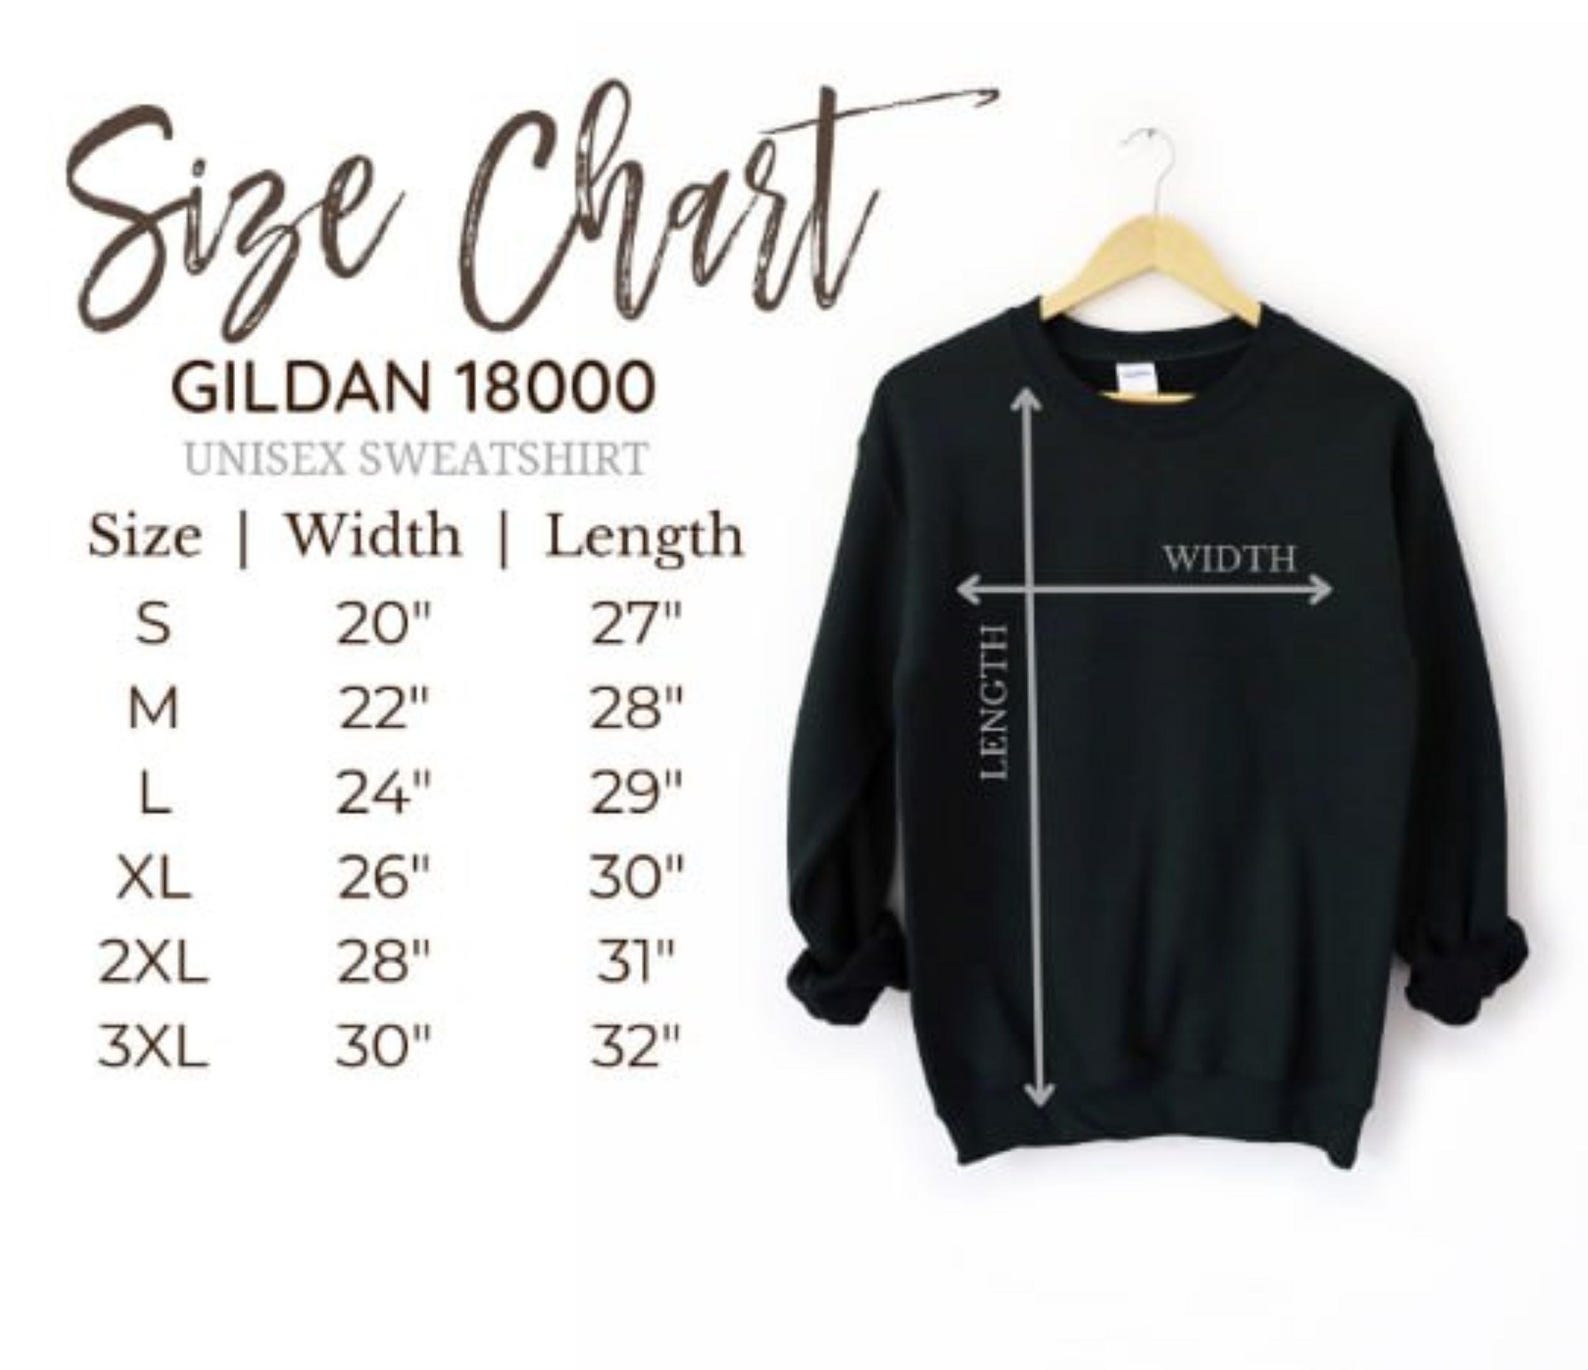 Size Chart
GILDAN 18000
UNISEX SWEATSHIRT
Size | Width | Length
S 20" 27"
M 22" 28"
L 24" 29"
XL 26" 30"
2XL 28" 31"
3XL 30" 32"
WIDTH
LENGTH